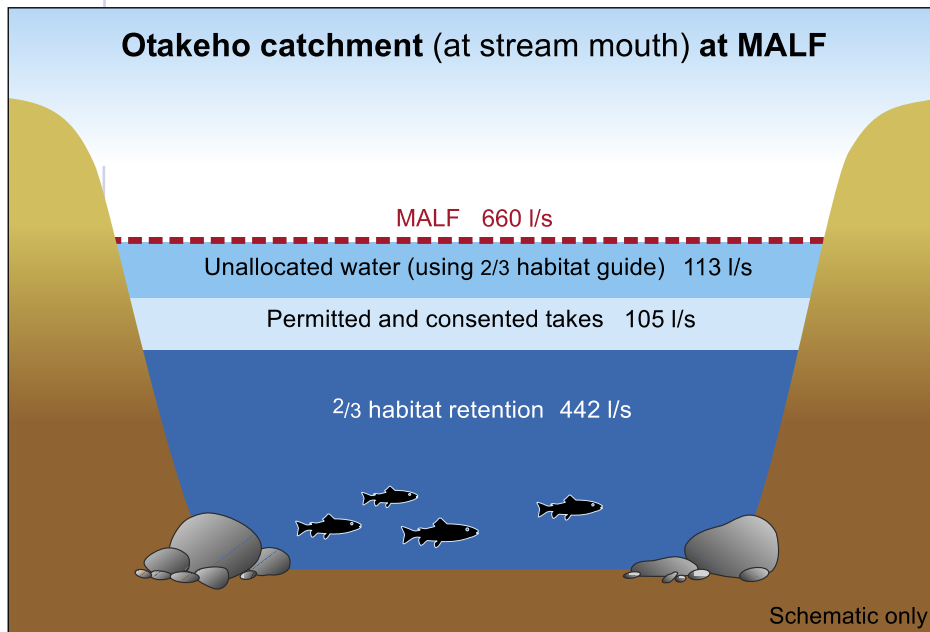 Otakeho catchment (at stream mouth) at MALF
MALF 660 l/s
Unallocated water (using 2/3 habitat guide) 113 l/s
Permitted and consented takes 105 l/s
2/3 habitat retention 442 l/s
Schematic only